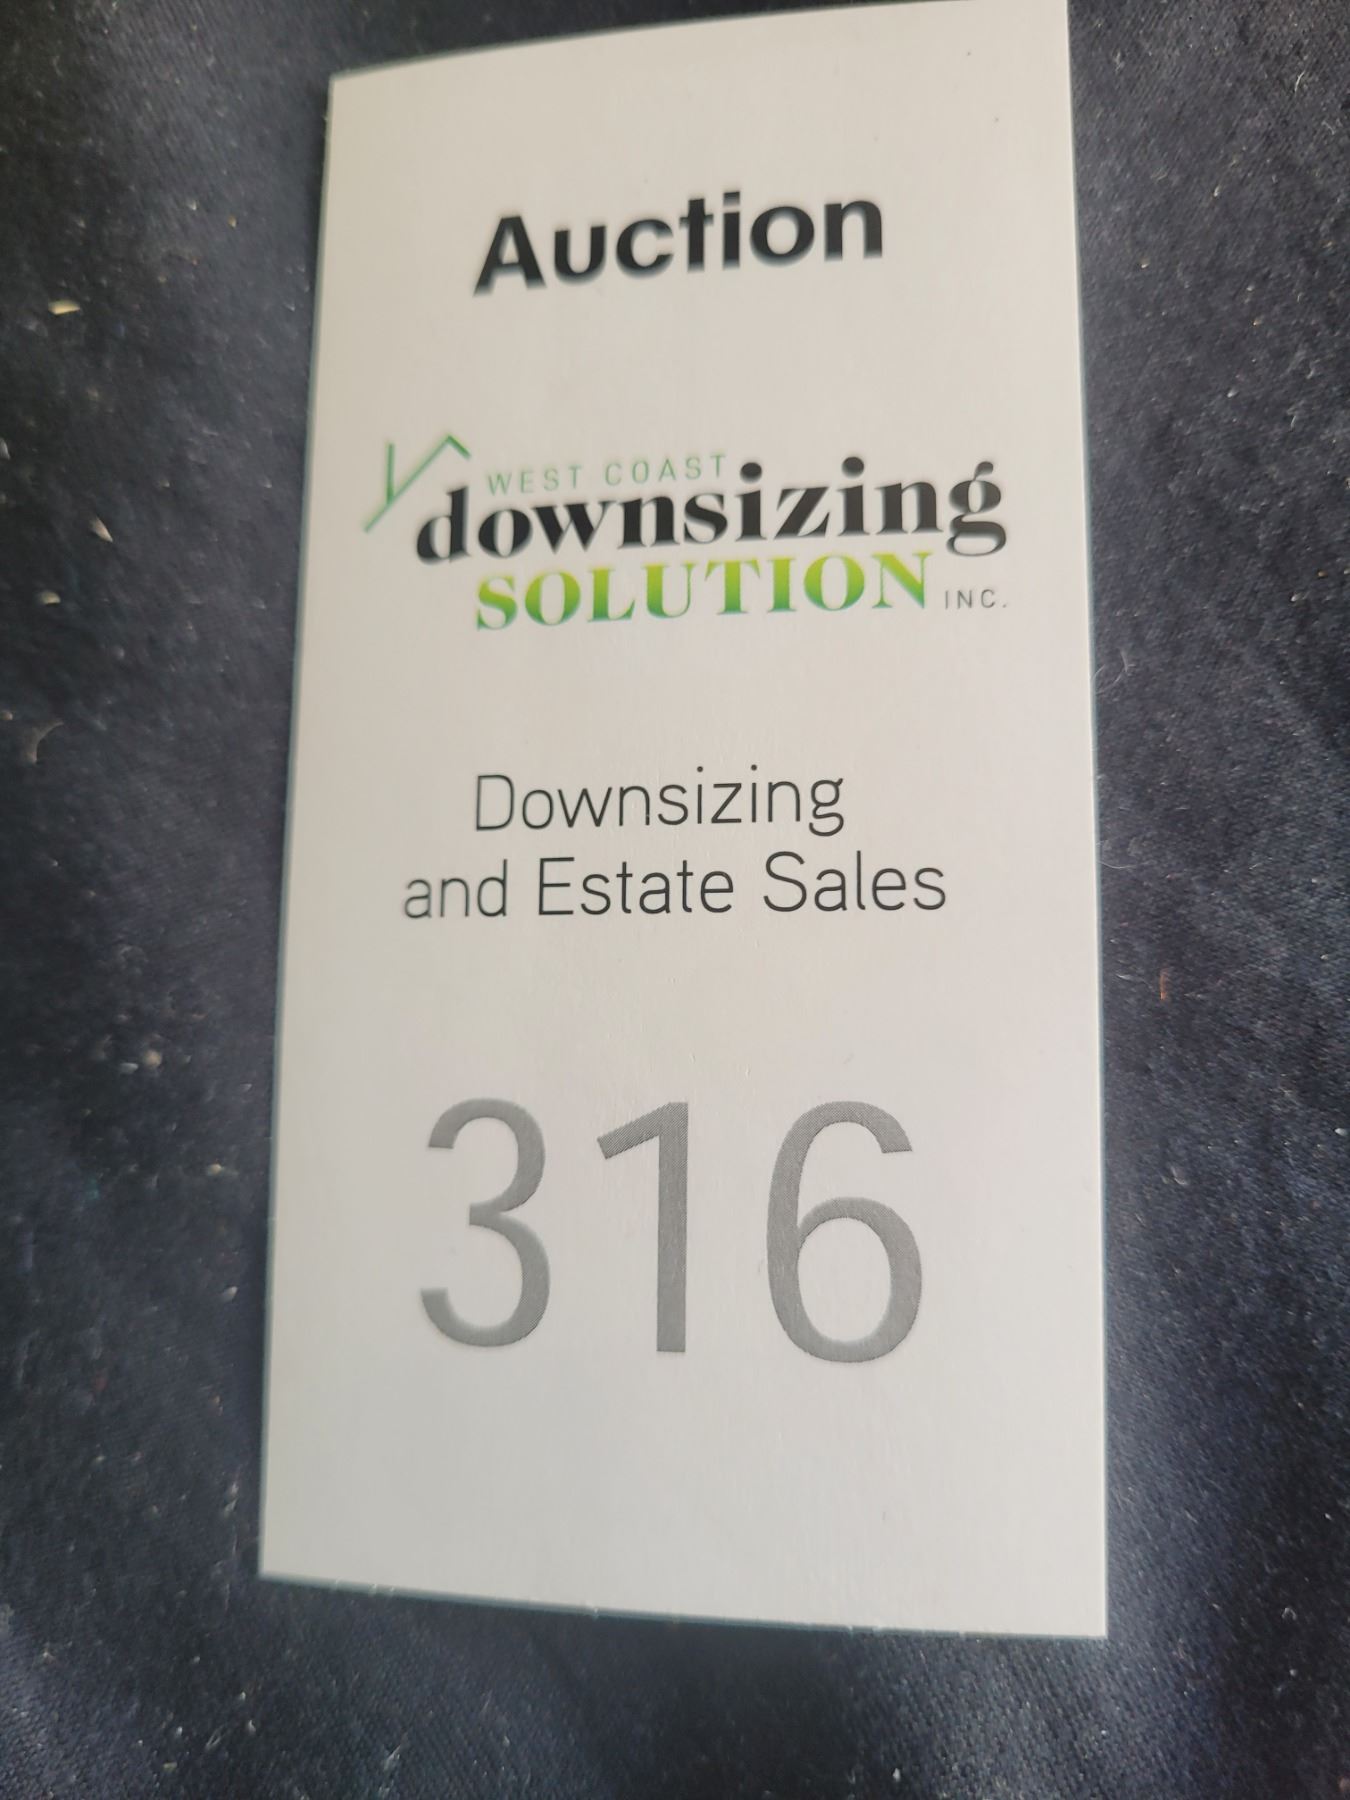 Auction
WEST COAST
downsizing
SOLUTION INC.
Downsizing
and Estate Sales
316